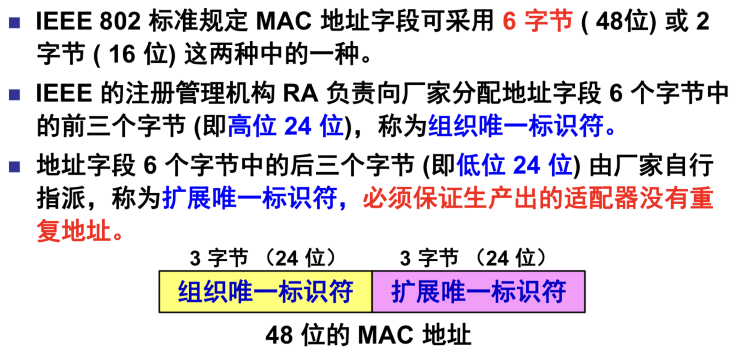 ■ IEEE 802 标准规定 MAC 地址字段可采用 6 字节 ( 48位) 或 2
字节 ( 16 位) 这两种中的一种。
■ IEEE 的注册管理机构 RA 负责向厂家分配地址字段 6 个字节中
的前三个字节 (即高位 24 位)，称为组织唯一标识符。
■ 地址字段 6 个字节中的后三个字节 (即低位 24 位) 由厂家自行
指派，称为扩展唯一标识符，必须保证生产出的适配器没有重
复地址。
3 字节 （24 位） 3 字节 （24 位）
组织唯一标识符 扩展唯一标识符
48 位的 MAC 地址